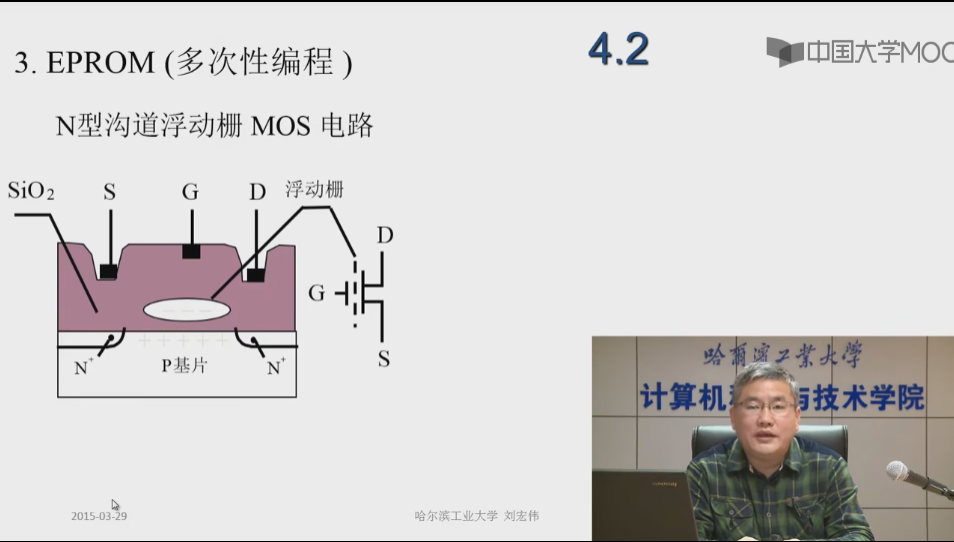 3. EPROM (多次性编程 )
4.2
中国大学MOO
N型沟道浮动栅 MOS 电路
SiO2 S G D 浮动栅
D
G
S
- - -
+ + + + +
N+ P基片 N+
哈尔滨工业大学
计算机 与技术学院
2015-03-29
哈尔滨工业大学 刘宏伟